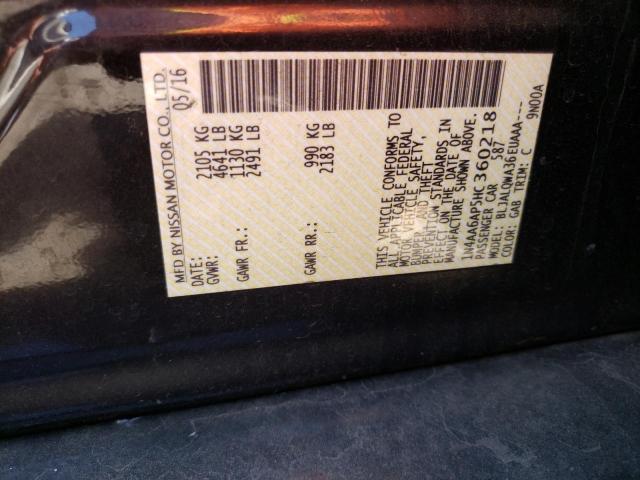 MFD BY NISSAN MOTOR CO., LTD.
DATE: 05/16
GVWR: 2105 KG
4641 LB
GAWR FR.: 1130 KG
2491 LB
GAWR RR.: 990 KG
2183 LB
THIS VEHICLE CONFORMS TO
ALL APPLICABLE FEDERAL
MOTOR VEHICLE SAFETY,
BUMPER, AND THEFT
PREVENTION STANDARDS IN
EFFECT ON THE DATE OF
MANUFACTURE SHOWN ABOVE.
1N4AA6AP5HC360218
PASSENGER CAR 587
MODEL: BLJALQWA36EUAAA----
COLOR: GAB TRIM: C 9N00A